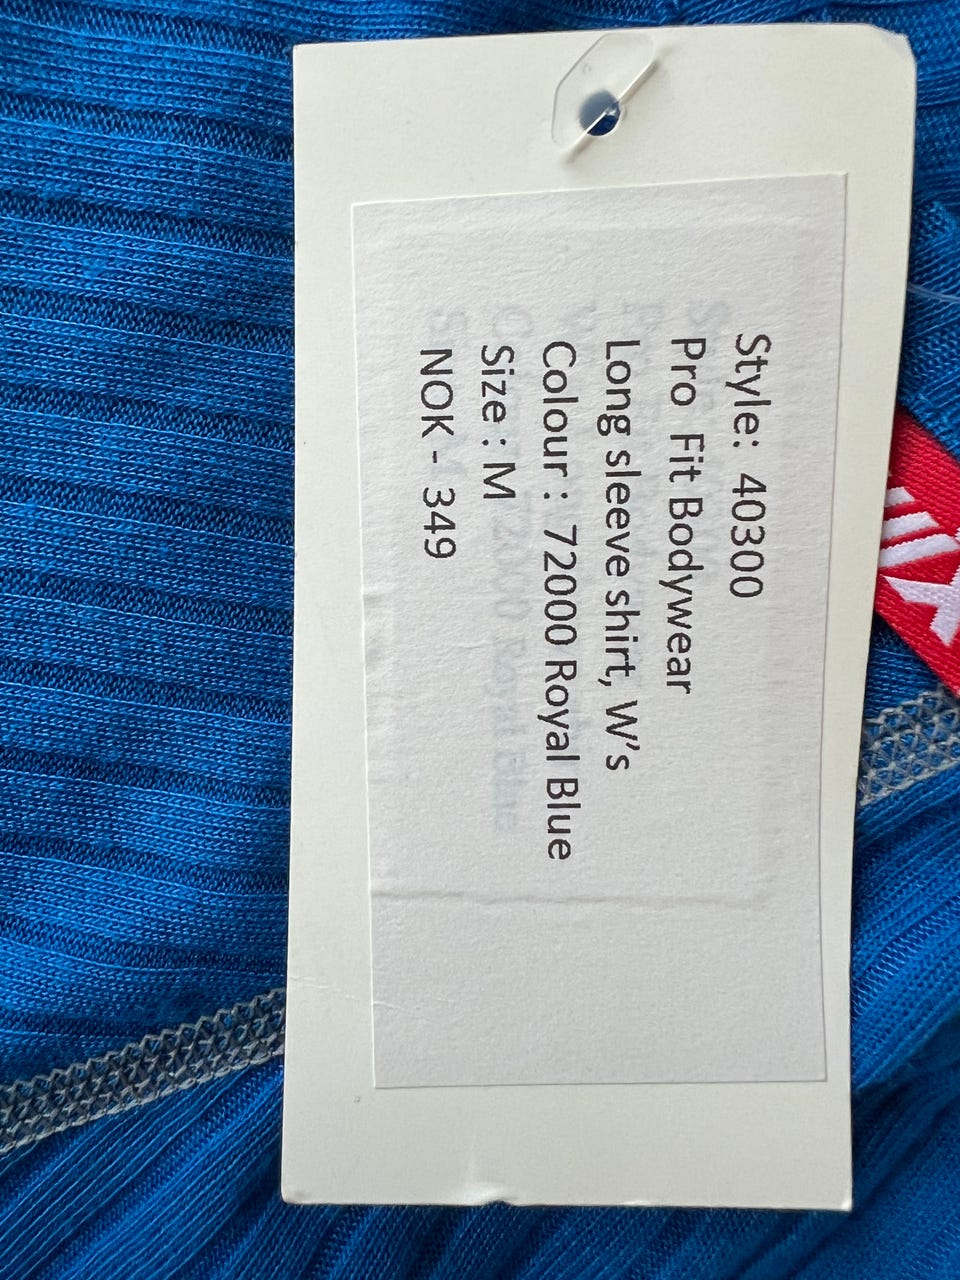 Style: 40300
Pro Fit Bodywear
Long sleeve shirt, W's
Colour : 72000 Royal Blue
Size : M
NOK - 349